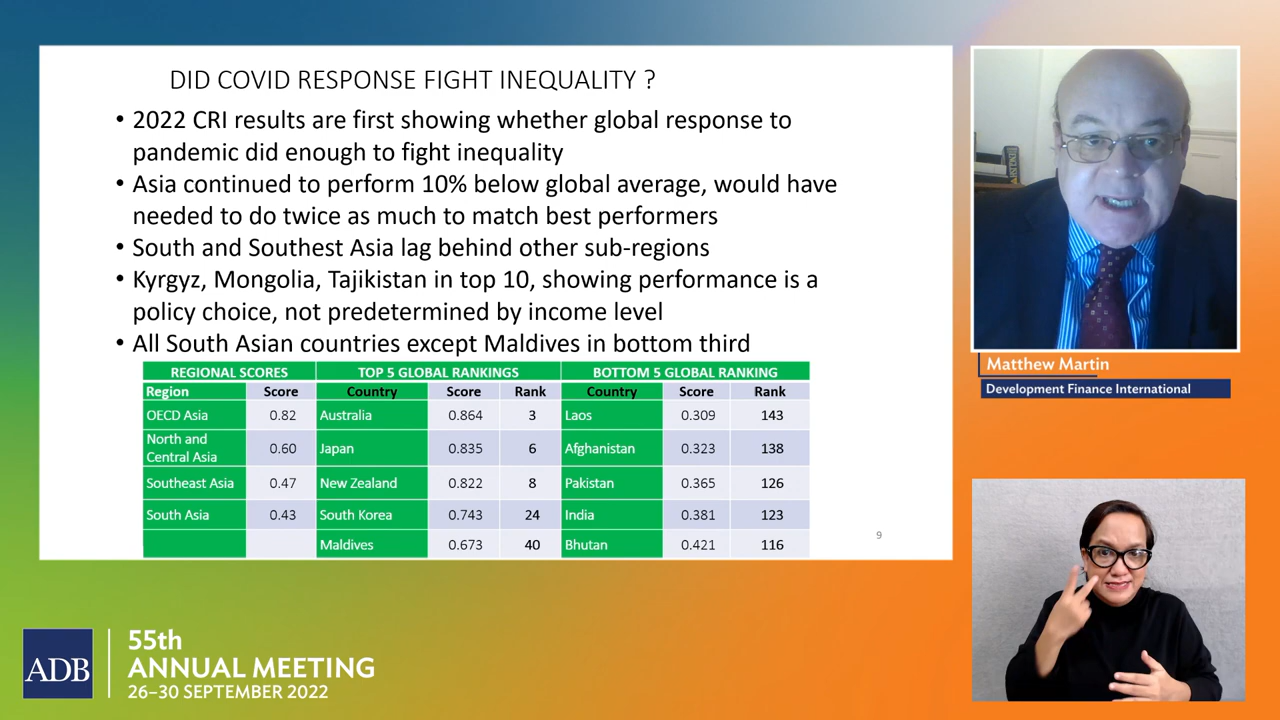 DID COVID RESPONSE FIGHT INEQUALITY ?
• 2022 CRI results are first showing whether global response to
pandemic did enough to fight inequality
• Asia continued to perform 10% below global average, would have
needed to do twice as much to match best performers
• South and Southest Asia lag behind other sub-regions
• Kyrgyz, Mongolia, Tajikistan in top 10, showing performance is a
policy choice, not predetermined by income level
• All South Asian countries except Maldives in bottom third
REGIONAL SCORES TOP 5 GLOBAL RANKINGS BOTTOM 5 GLOBAL RANKING
Region Score Country Score Rank Country Score Rank
OECD Asia 0.82 Australia 0.864 3 Laos 0.309 143
North and
Central Asia 0.60 Japan 0.835 6 Afghanistan 0.323 138
Southeast Asia 0.47 New Zealand 0.822 8 Pakistan 0.365 126
South Asia 0.43 South Korea 0.743 24 India 0.381 123
Maldives 0.673 40 Bhutan 0.421 116
9
Matthew Martin
Development Finance International
ADB
55th
ANNUAL MEETING
26–30 SEPTEMBER 2022